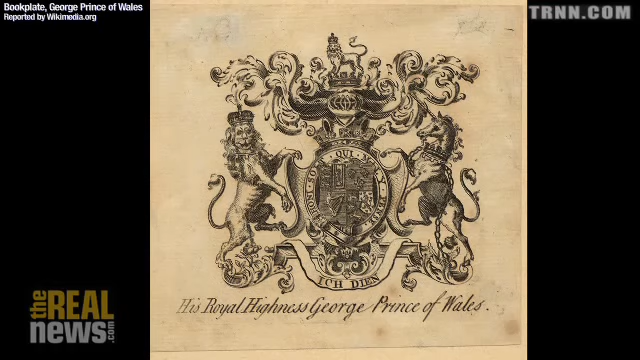 Bookplate, George Prince of Wales
Reported by Wikimedia.org
TRNN.COM
QUI
ICH DIEN
His Royal Highness George Prince of Wales.
the REAL
news.com